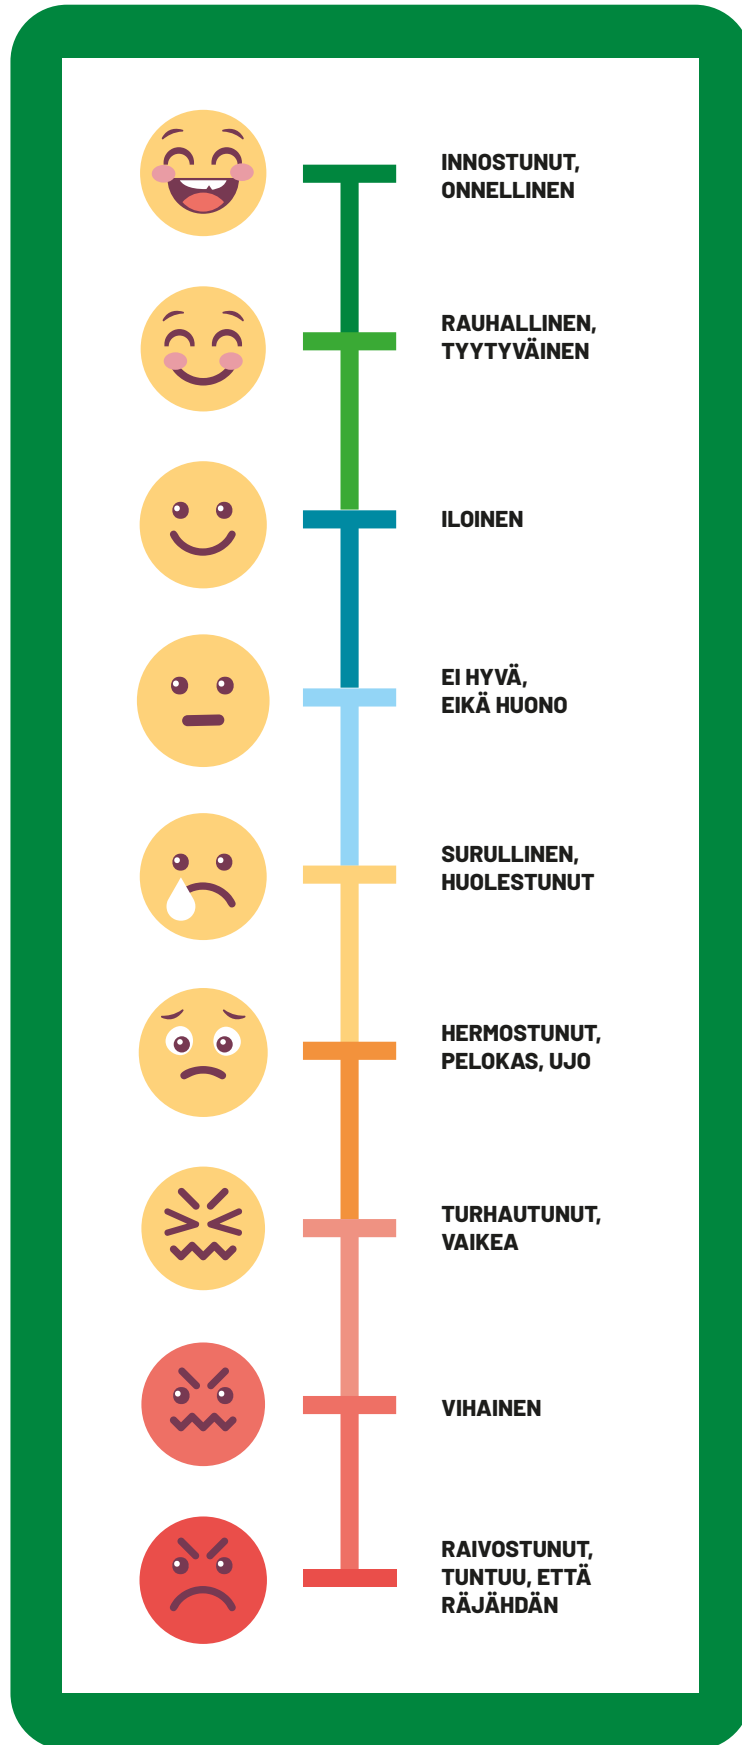 INNOSTUNUT,
ONNELLINEN
RAUHALLINEN,
TYYTYVÄINEN
ILOINEN
EI HYVÄ,
EIKÄ HUONO
SURULLINEN,
HUOLESTUNUT
HERMOSTUNUT,
PELOKAS, UJO
TURHAUTUNUT,
VAIKEA
VIHAINEN
RAIVOSTUNUT,
TUNTUU, ETTÄ
RÄJÄHDÄN